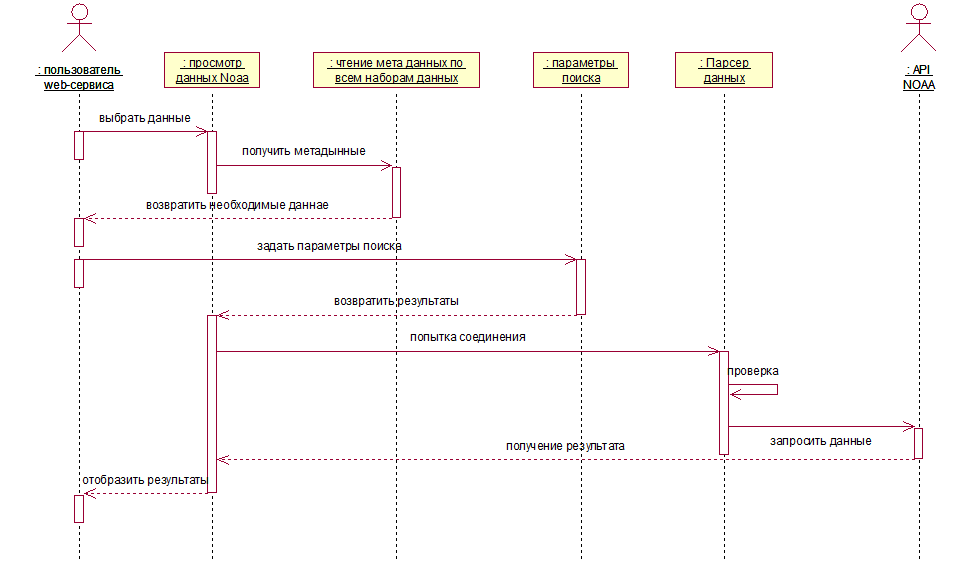 : просмотр
данных Noaa
: чтение мета данных по
всем наборам данных
: параметры
поиска
: Парсер
данных
: пользователь
web-сервиса
: API
NOAA
выбрать данные
получить метадынные
возвратить необходимые даннае
задать параметры поиска
возвратить результаты
попытка соединения
проверка
запросить данные
получение результата
отобразить результаты